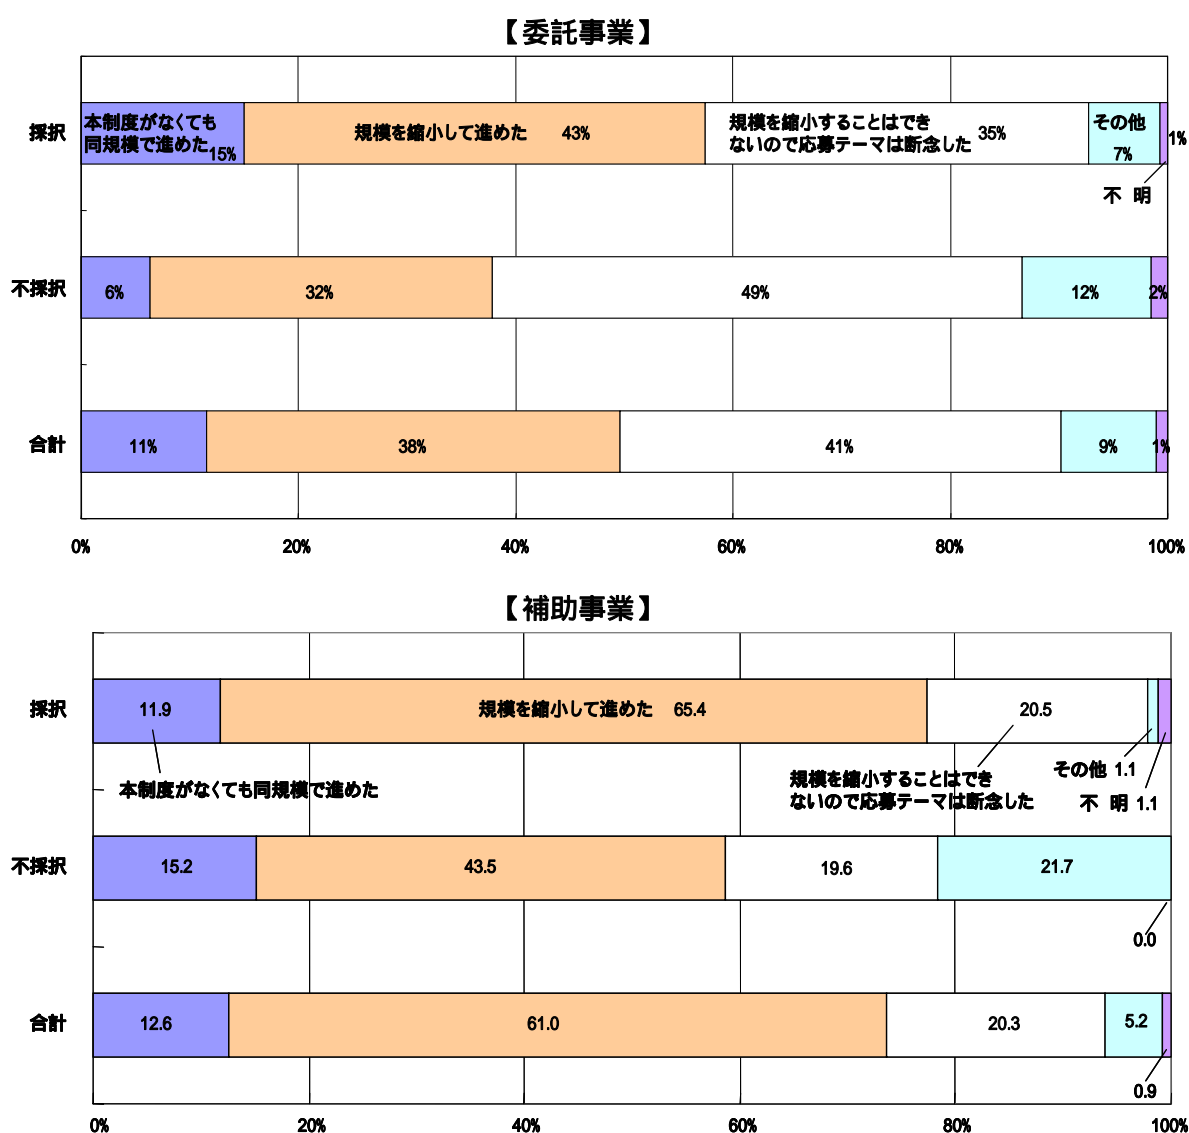 【委託事業】
採択
本制度がなくても
同規模で進めた 15%
規模を縮小して進めた 43%
規模を縮小することはでき
ないので応募テーマは断念した 35%
その他
7%
1%
不 明
不採択
6% 32% 49% 12% 2%
合計
11% 38% 41% 9% 1%
0% 20% 40% 60% 80% 100%
【補助事業】
採択
11.9
規模を縮小して進めた 65.4
20.5
本制度がなくても同規模で進めた
規模を縮小することはでき
ないので応募テーマは断念した
その他 1.1
不 明 1.1
不採択
15.2 43.5 19.6 21.7
0.0
合計
12.6 61.0 20.3 5.2
0.9
0% 20% 40% 60% 80% 100%